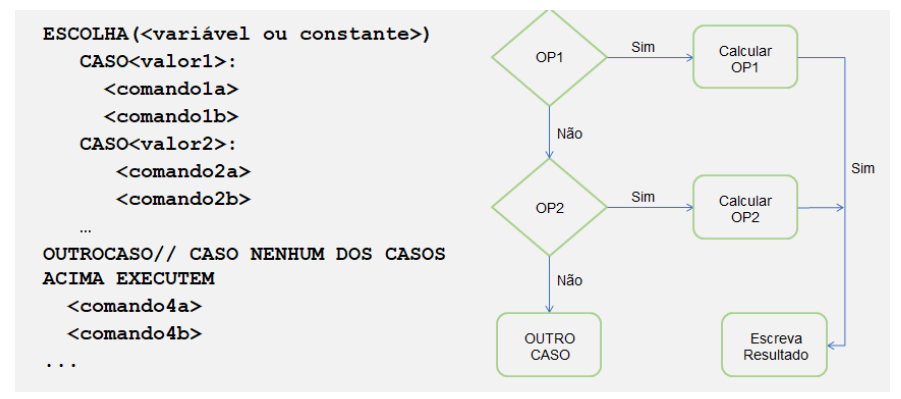 ESCOLHA(<variável ou constante>)
CASO<valor1>:
<comando1a>
<comando1b>
CASO<valor2>:
<comando2a>
<comando2b>
…
OUTROCASO// CASO NENHUM DOS CASOS
ACIMA EXECUTEM
<comando4a>
<comando4b>
...
OP1
Sim
Calcular
OP1
Não
Sim
OP2
Sim
Calcular
OP2
Não
OUTRO
CASO
Escreva
Resultado